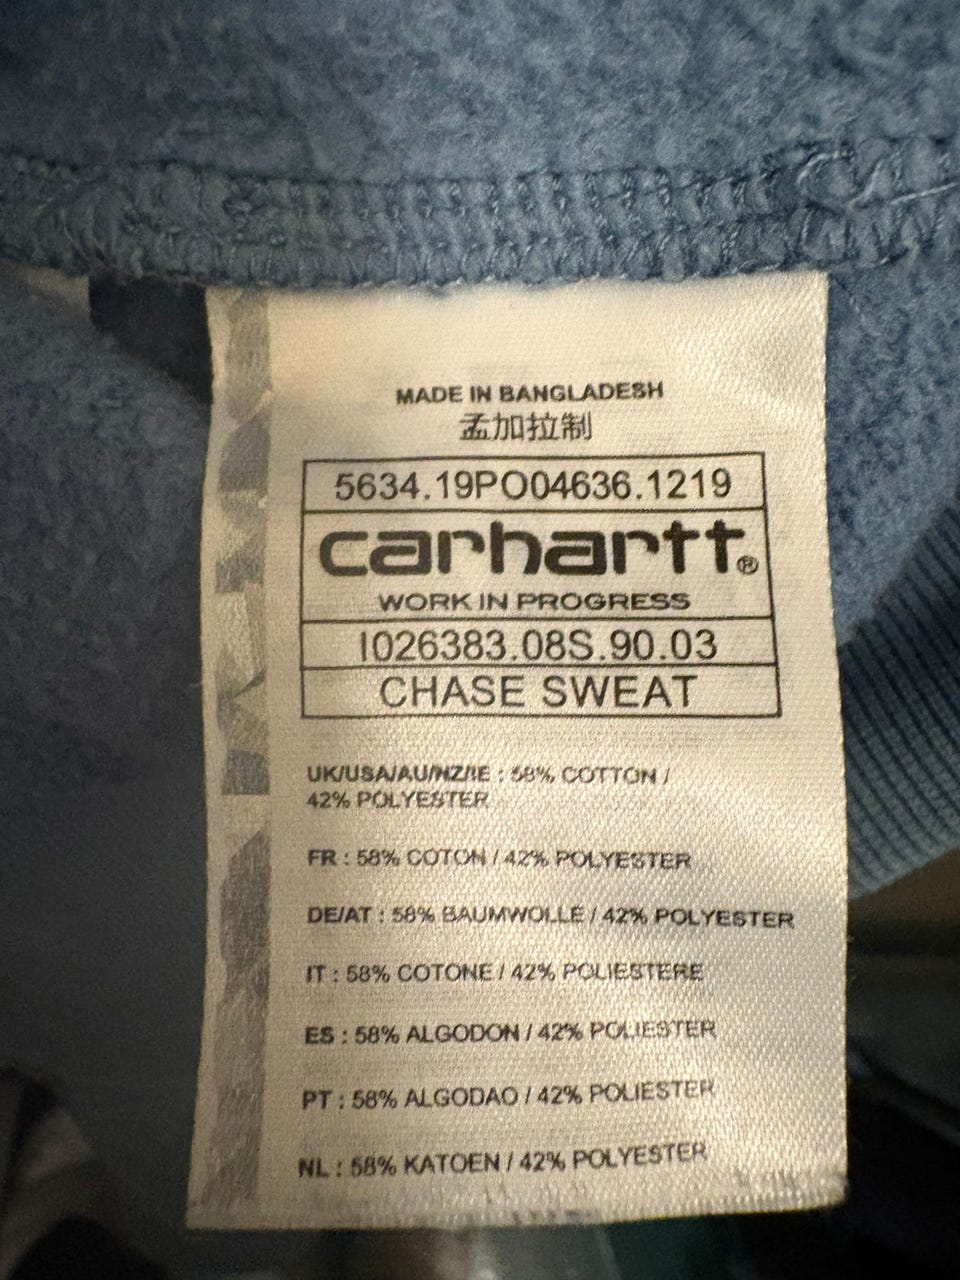 MADE IN BANGLADESH
孟加拉制
5634.19PO04636.1219
carhartt®
WORK IN PROGRESS
I026383.08S.90.03
CHASE SWEAT
UK/USA/AU/NZ/IE : 58% COTTON /
42% POLYESTER
FR : 58% COTON / 42% POLYESTER
DE/AT : 58% BAUMWOLLE / 42% POLYESTER
IT : 58% COTONE / 42% POLIESTERE
ES : 58% ALGODON / 42% POLIESTER
PT : 58% ALGODAO / 42% POLIESTER
NL : 58% KATOEN / 42% POLYESTER